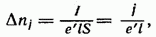 Δn_j = I / e'lS = j / e'l,